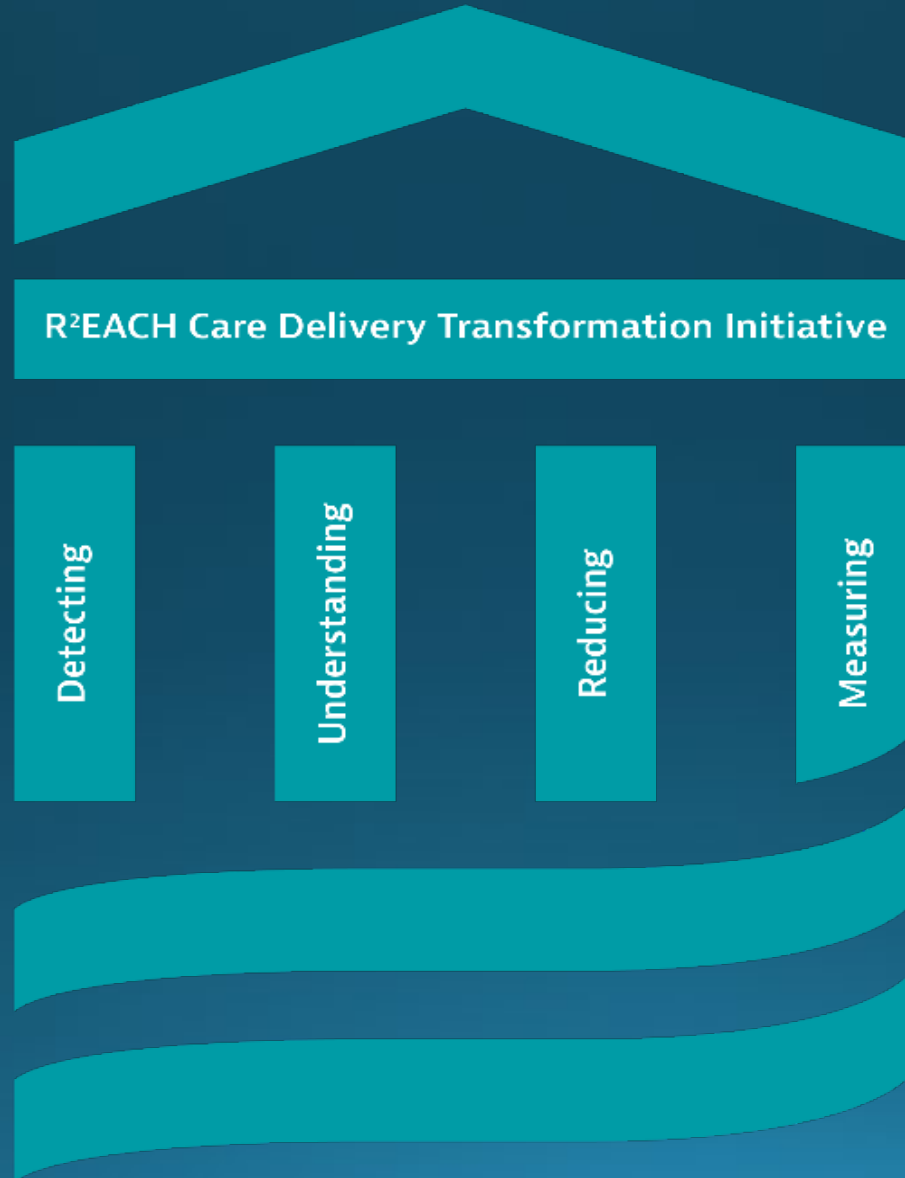 R²EACH Care Delivery Transformation Initiative
Detecting
Understanding
Reducing
Measuring